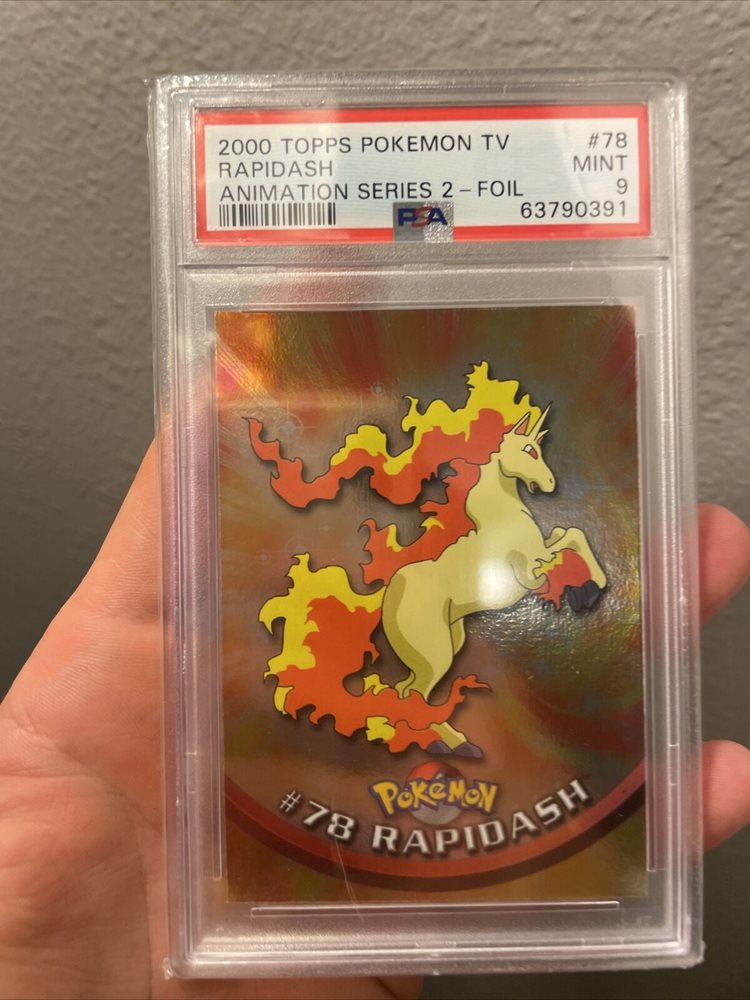 2000 TOPPS POKEMON TV #78
RAPIDASH MINT
ANIMATION SERIES 2 - FOIL 9
PSA 63790391
POKéMON
#78 RAPIDASH